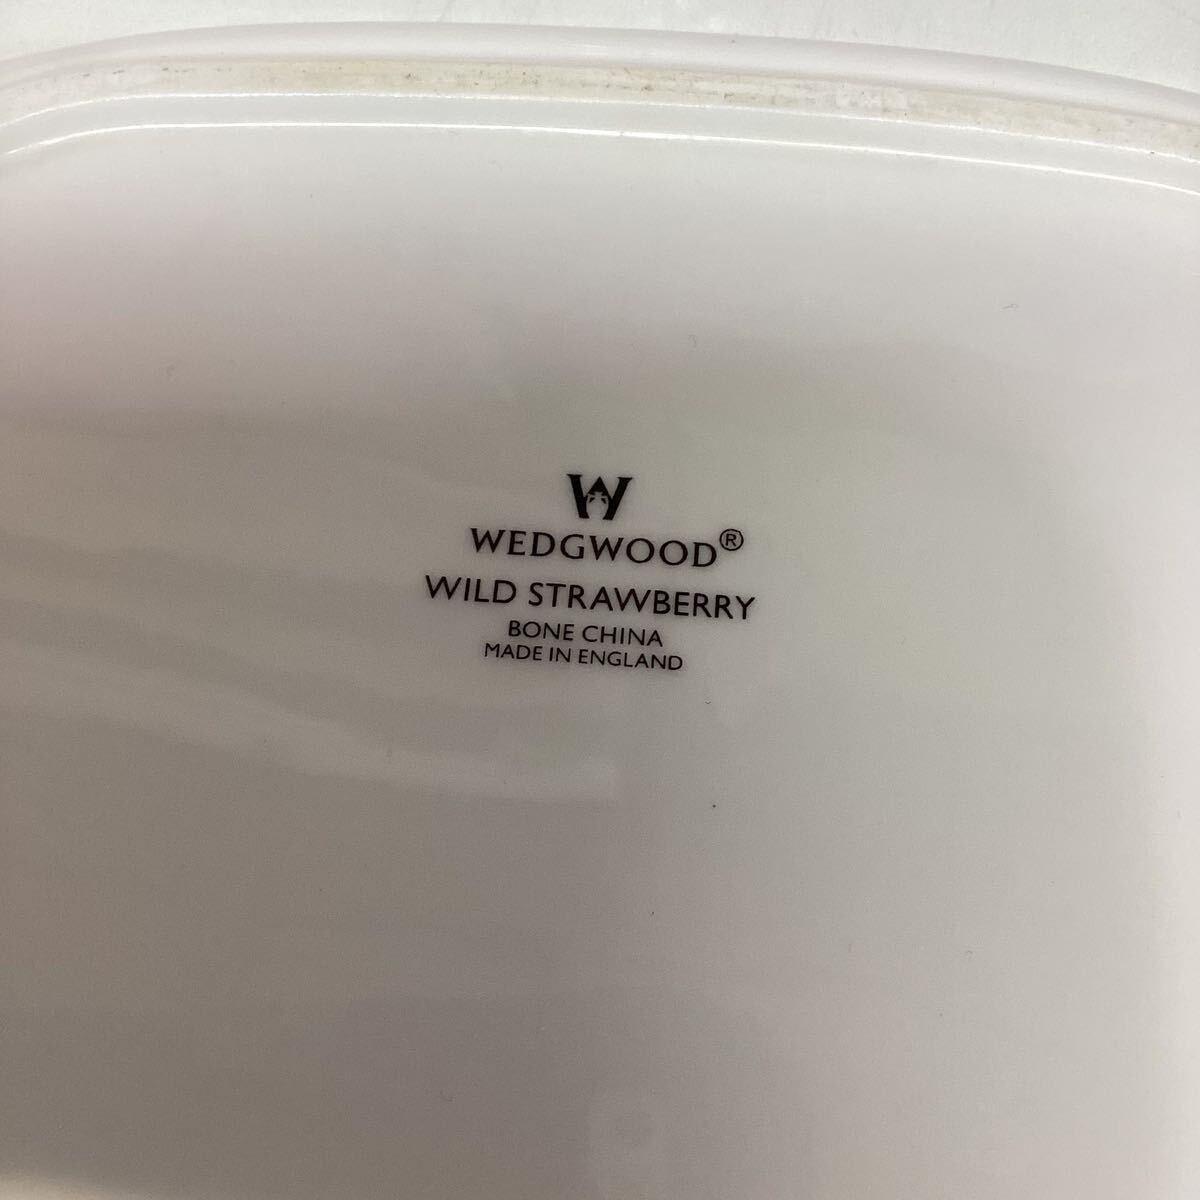 W
WEDGWOOD®
WILD STRAWBERRY
BONE CHINA
MADE IN ENGLAND